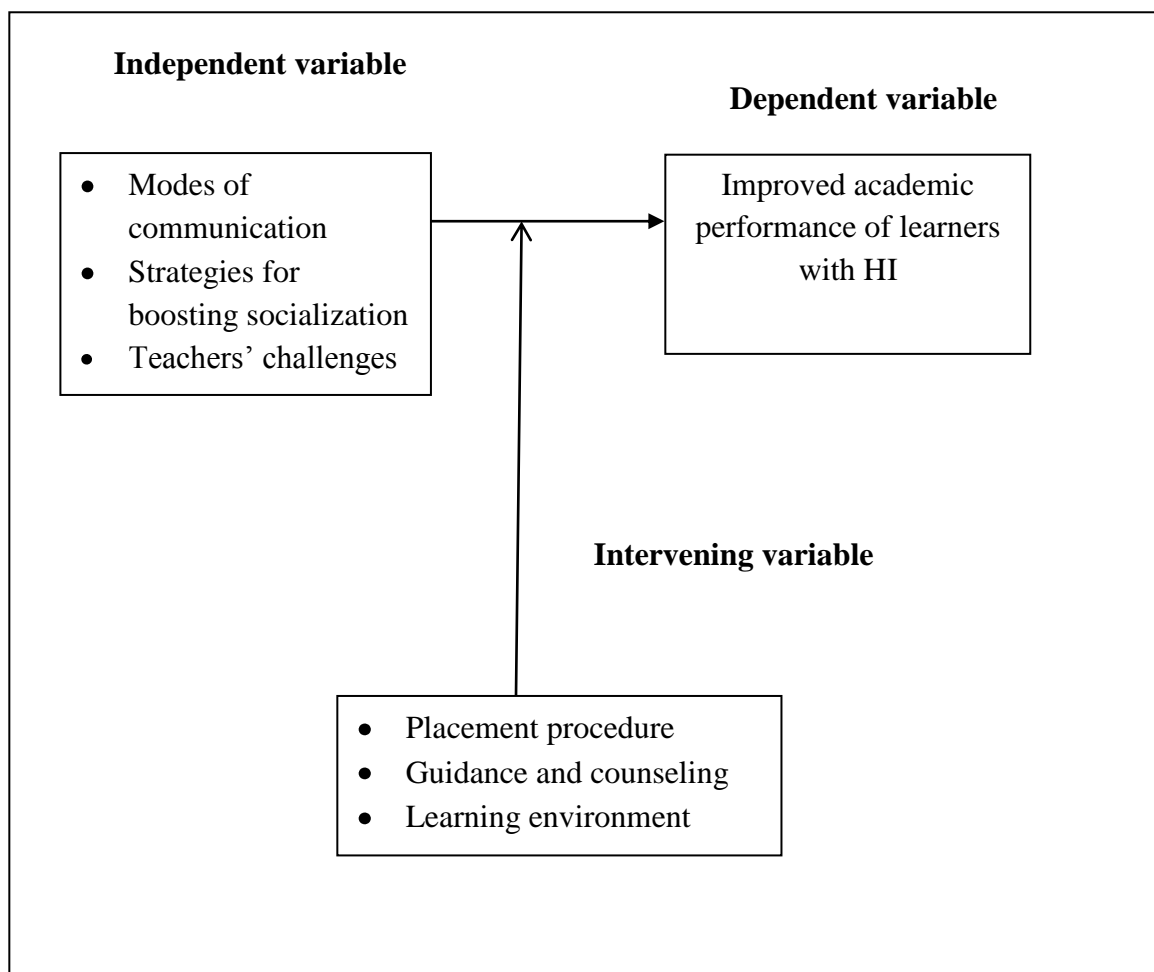 Independent variable
Dependent variable
• Modes of
communication
• Strategies for
boosting socialization
• Teachers’ challenges
Improved academic
performance of learners
with HI
Intervening variable
• Placement procedure
• Guidance and counseling
• Learning environment